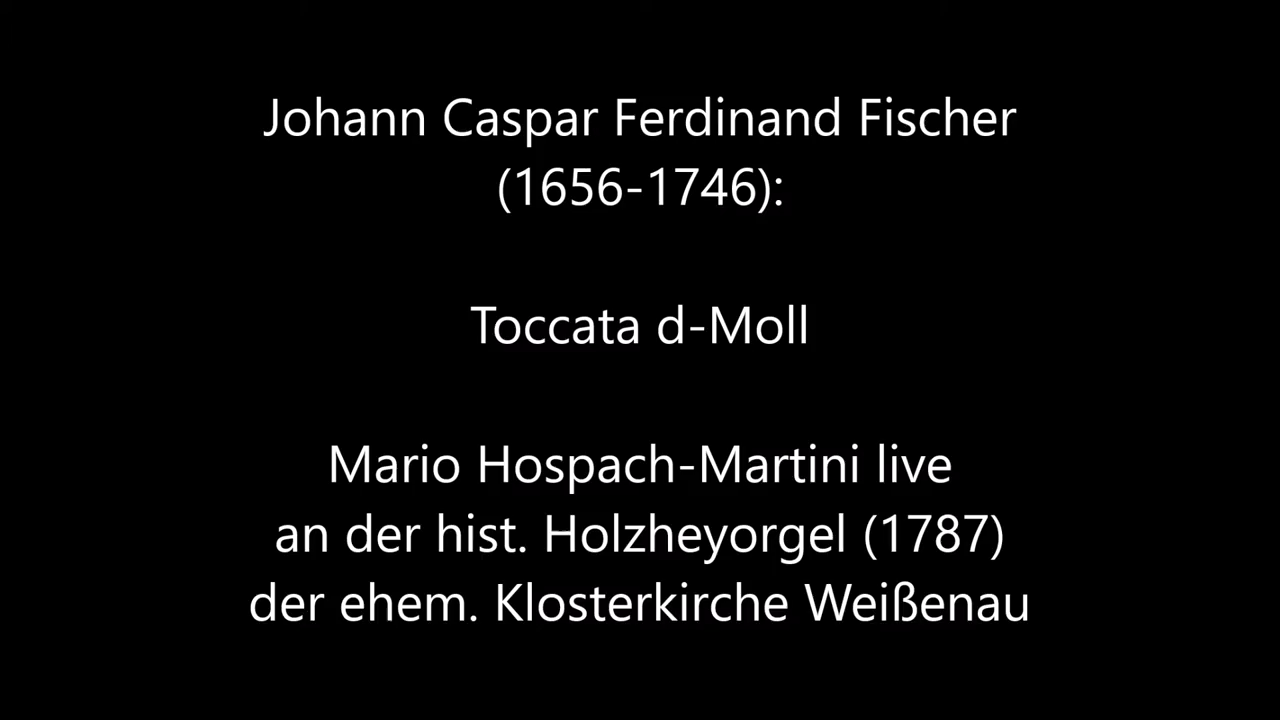 Johann Caspar Ferdinand Fischer
(1656-1746):
Toccata d-Moll
Mario Hospach-Martini live
an der hist. Holzheyorgel (1787)
der ehem. Klosterkirche Weißenau